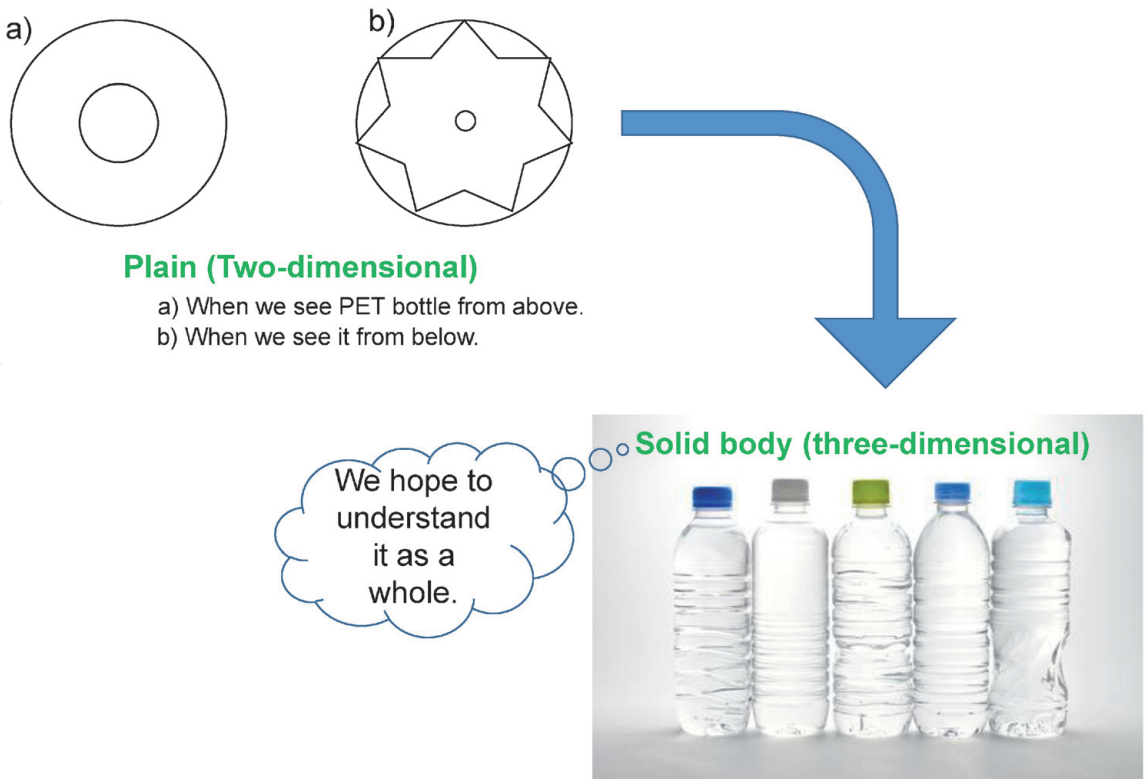 a)
b)
Plain (Two-dimensional)
a) When we see PET bottle from above.
b) When we see it from below.
Solid body (three-dimensional)
We hope to
understand
it as a
whole.